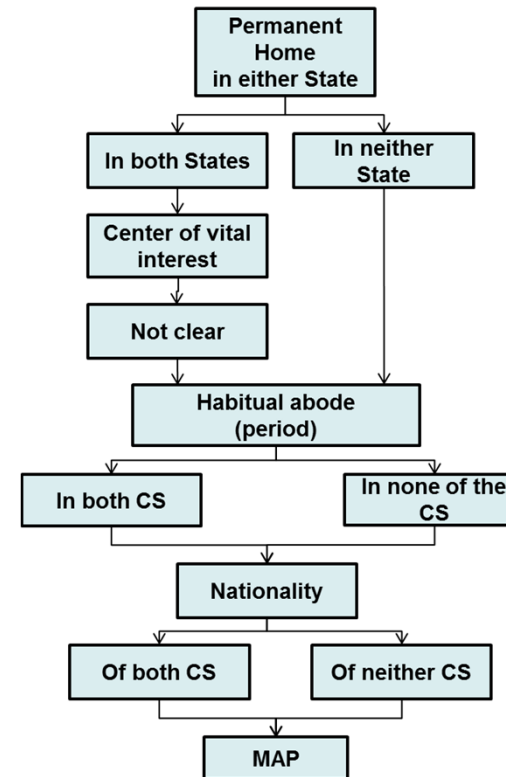 Permanent
Home
in either State
In both States
In neither
State
Center of vital
interest
Not clear
Habitual abode
(period)
In both CS
In none of the
CS
Nationality
Of both CS
Of neither CS
MAP